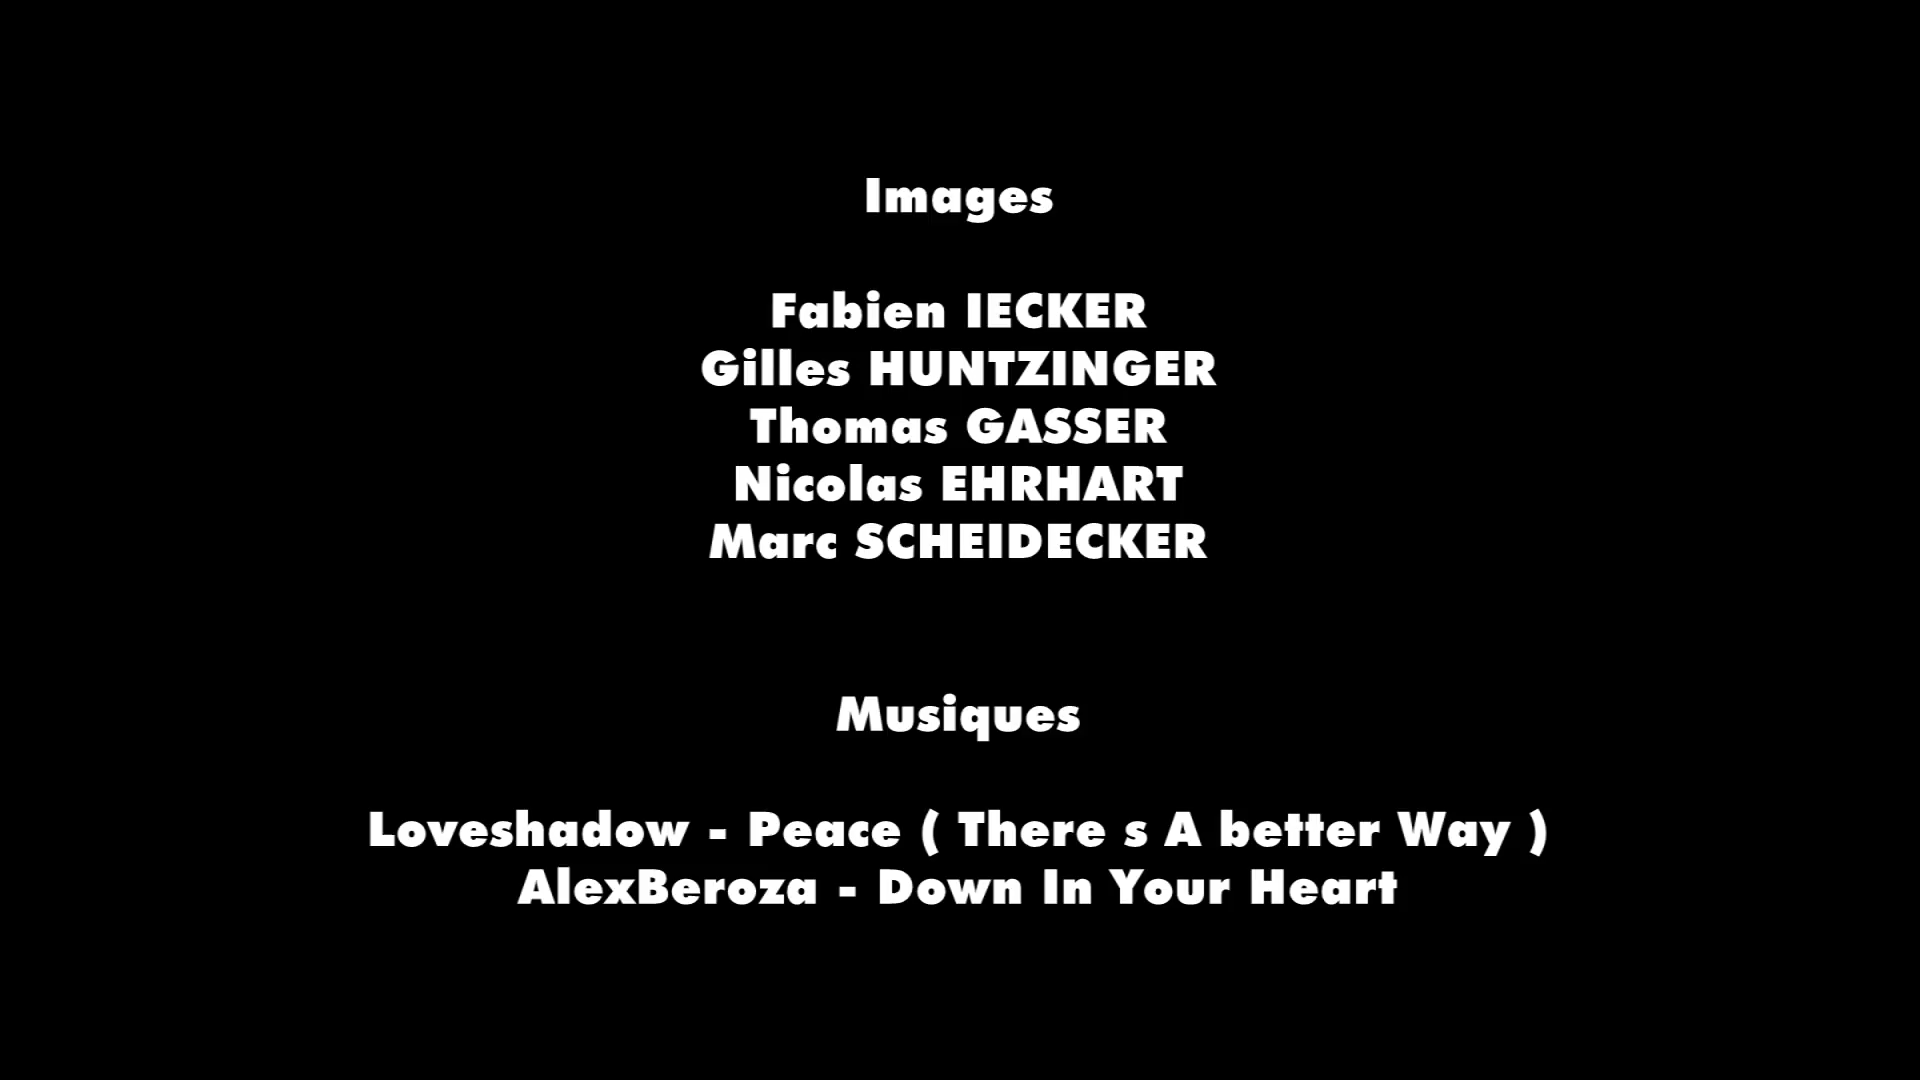 Images
Fabien IECKER
Gilles HUNTZINGER
Thomas GASSER
Nicolas EHRHART
Marc SCHEIDECKER
Musiques
Loveshadow - Peace ( There s A better Way )
AlexBeroza - Down In Your Heart